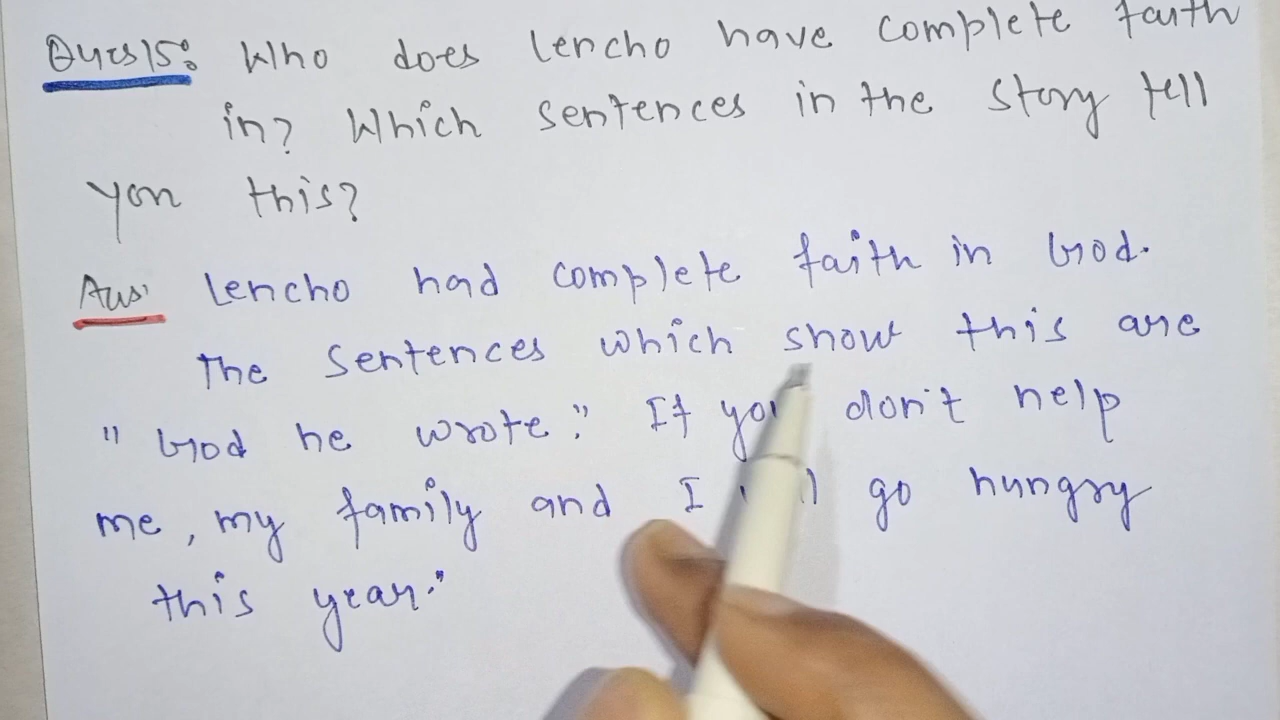 Ques15: Who does lencho have complete faith
in? Which sentences in the story tell
you this?
Ans: Lencho had complete faith in God.
The sentences which show this are
" God he wrote." If you don't help
me, my family and I go hungry
this year."